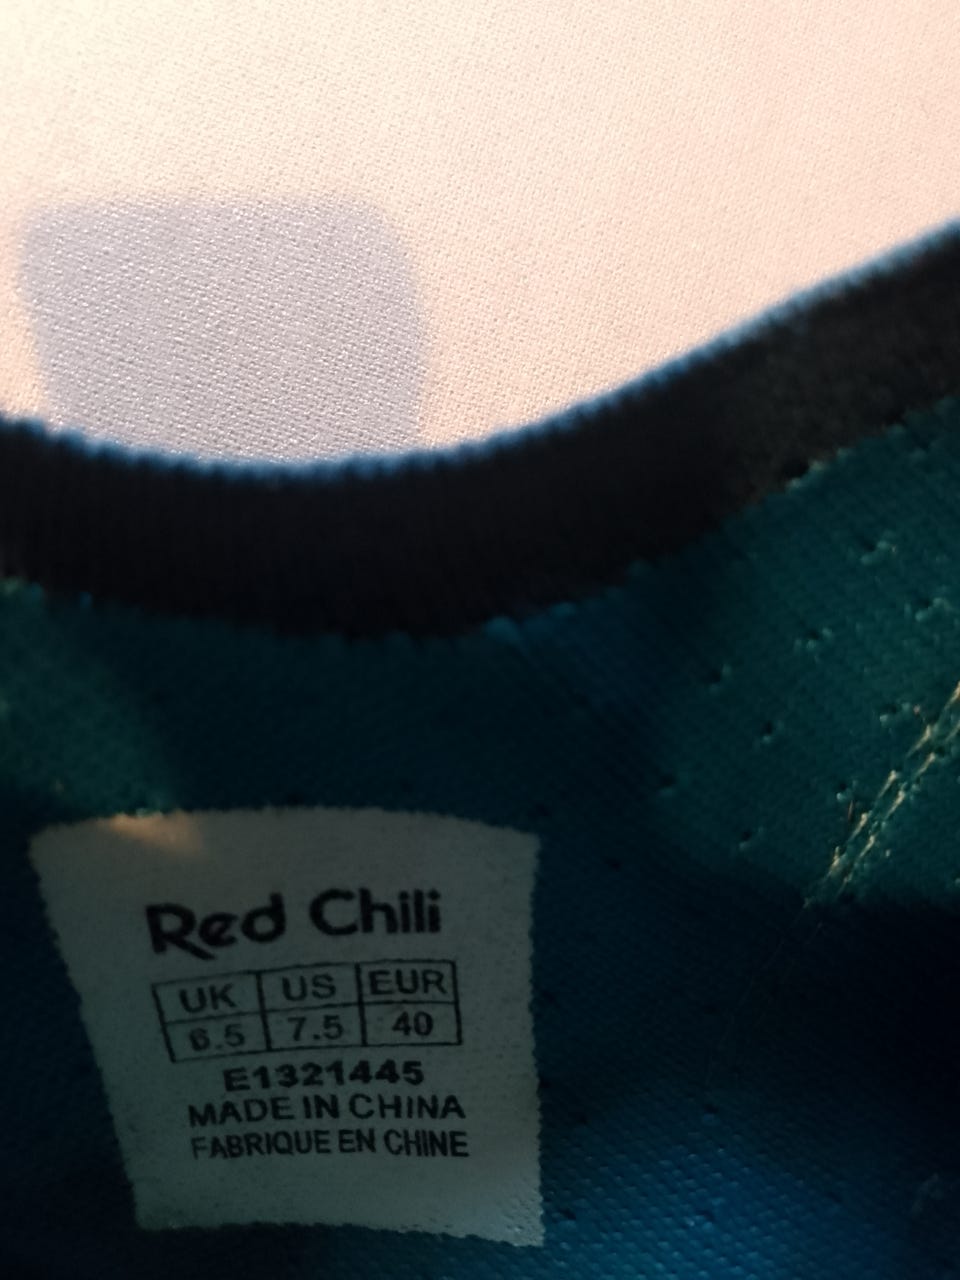 Red Chili
UK US EUR
6.5 7.5 40
E1321445
MADE IN CHINA
FABRIQUE EN CHINE